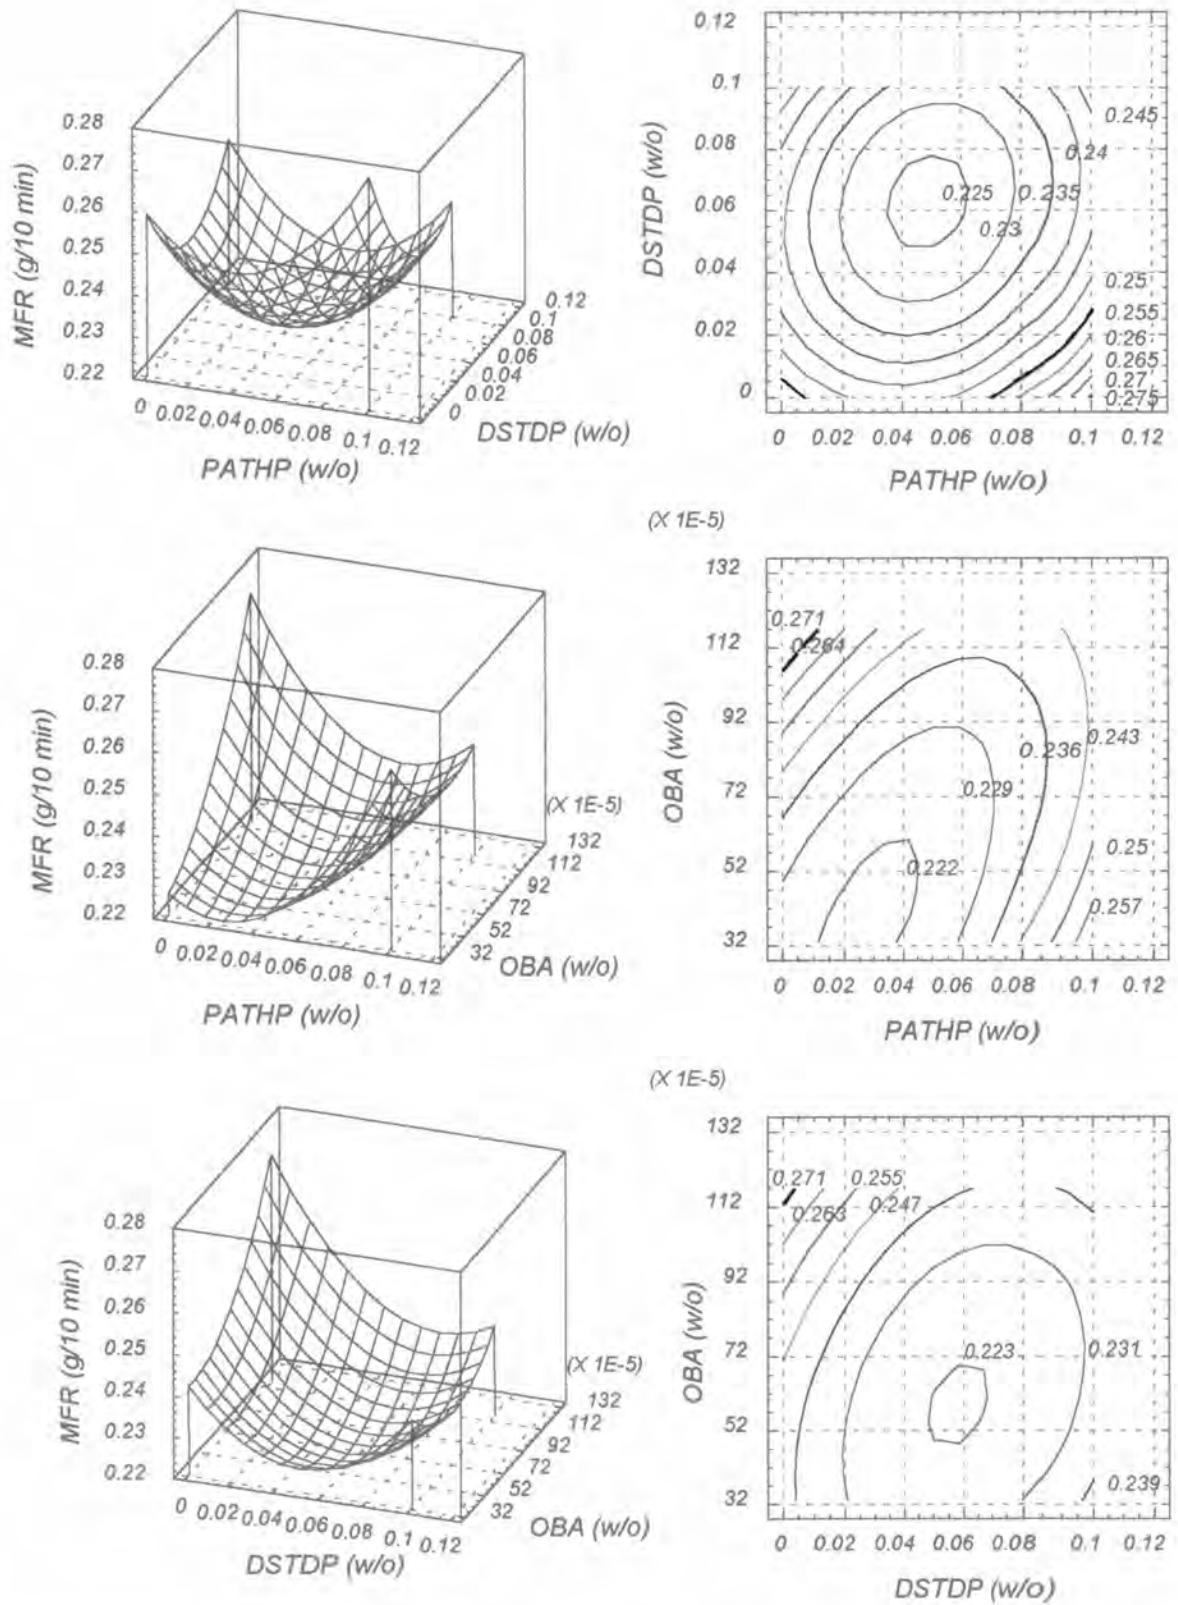 0.28
0.27
0.26
0.25
0.24
0.23
0.22
MFR (g/10 min)
0 0.02 0.04 0.06 0.08 0.1 0.12
PATHP (w/o)
0 0.02 0.04 0.06 0.08 0.1 0.12
DSTDP (w/o)
0.12
0.1
0.08
0.06
0.04
0.02
0
DSTDP (w/o)
0.245
0.24
0.225 0.235
0.23
0.25
0.255
0.26
0.265
0.27
0.275
0 0.02 0.04 0.06 0.08 0.1 0.12
PATHP (w/o)
0.28
0.27
0.26
0.25
0.24
0.23
0.22
MFR (g/10 min)
0 0.02 0.04 0.06 0.08 0.1 0.12
PATHP (w/o)
(X 1E-5)
132
112
92
72
52
32
OBA (w/o)
(X 1E-5)
132
112
92
72
52
32
OBA (w/o)
0.271
0.264
0.236 0.243
0.229
0.222
0.25
0.257
0 0.02 0.04 0.06 0.08 0.1 0.12
PATHP (w/o)
0.28
0.27
0.26
0.25
0.24
0.23
0.22
MFR (g/10 min)
0 0.02 0.04 0.06 0.08 0.1 0.12
DSTDP (w/o)
(X 1E-5)
132
112
92
72
52
32
OBA (w/o)
(X 1E-5)
132
112
92
72
52
32
OBA (w/o)
0.271 0.255
0.263 0.247
0.223 0.231
0.239
0 0.02 0.04 0.06 0.08 0.1 0.12
DSTDP (w/o)